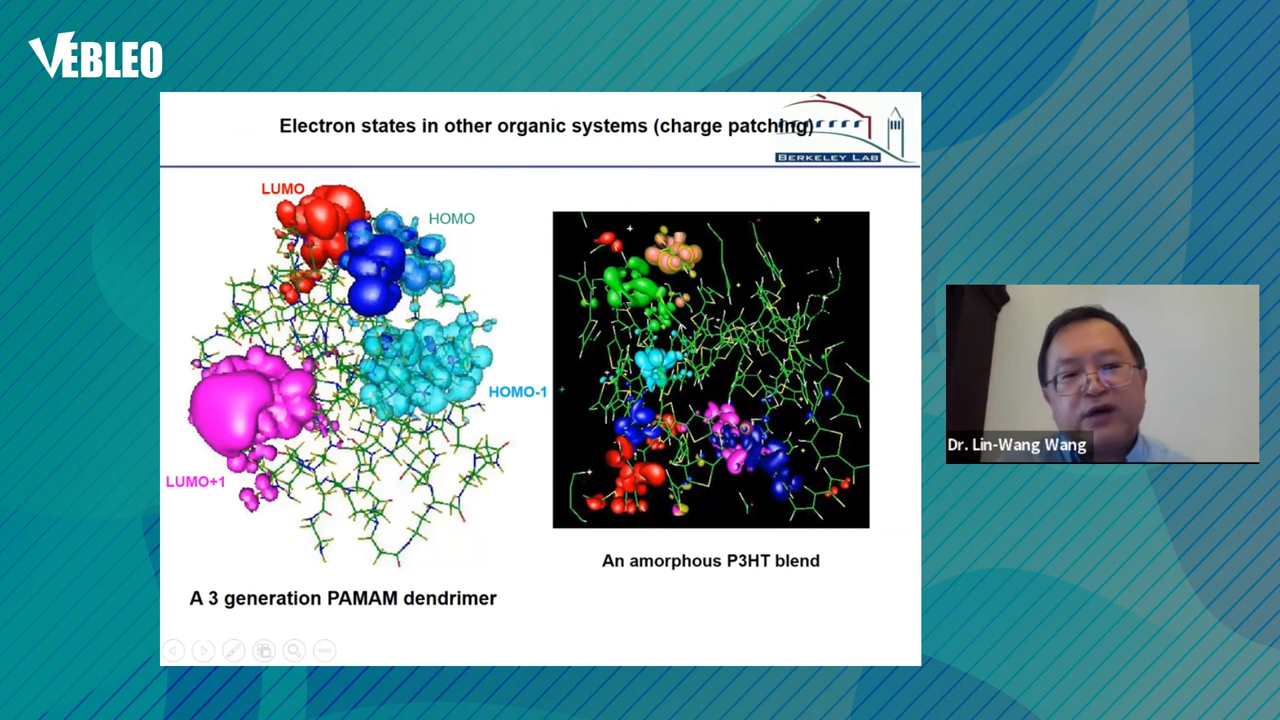 VEBLEO
Electron states in other organic systems (charge patching)
BERKELEY LAB
LUMO
HOMO
HOMO-1
LUMO+1
An amorphous P3HT blend
A 3 generation PAMAM dendrimer
Dr. Lin-Wang Wang